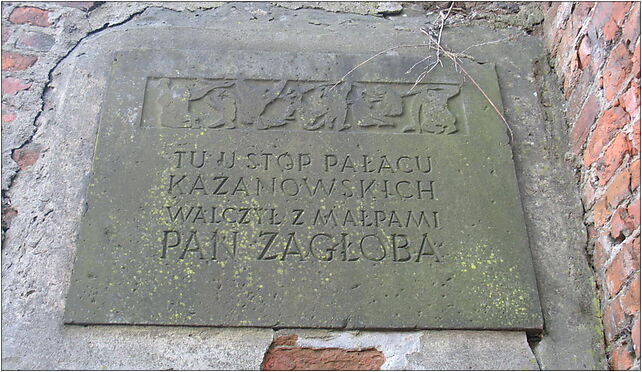 TU U STÓP PAŁACU
KAZANOWSKICH
WALCZYŁ Z MAŁPAMI
PAN ZAGŁOBA